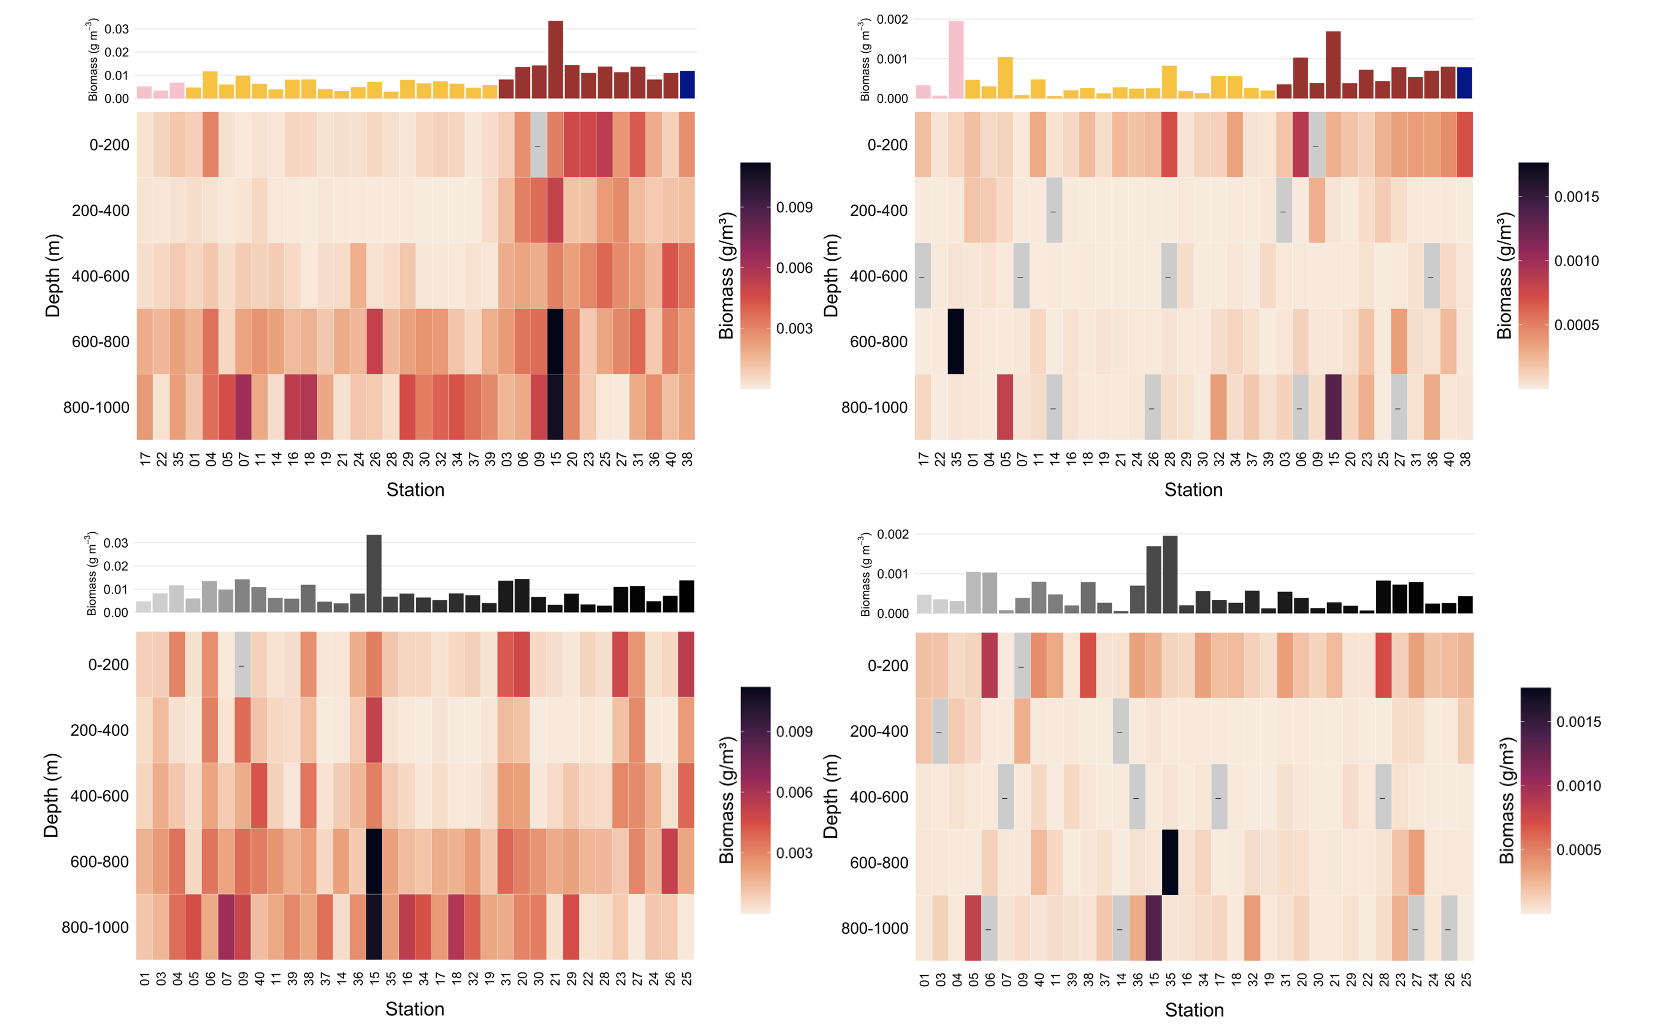 Biomass (g m⁻³)
0.03
0.02
0.01
0.00
0-200
200-400
400-600
600-800
800-1000
Depth (m)
–
17 22 35 01 04 05 07 11 14 16 18 19 21 24 26 28 29 30 32 34 37 39 03 06 09 15 20 23 25 27 31 36 40 38
Station
Biomass (g/m³)
0.009
0.006
0.003
Biomass (g m⁻³)
0.002
0.001
0.000
0-200
200-400
400-600
600-800
800-1000
Depth (m)
– –
– – –
– – – –
– – – –
17 22 35 01 04 05 07 11 14 16 18 19 21 24 26 28 29 30 32 34 37 39 03 06 09 15 20 23 25 27 31 36 40 38
Station
Biomass (g/m³)
0.0015
0.0010
0.0005
Biomass (g m⁻³)
0.03
0.02
0.01
0.00
0-200
200-400
400-600
600-800
800-1000
Depth (m)
–
01 03 04 05 06 07 09 40 11 39 38 37 14 36 15 35 16 34 17 18 32 19 31 20 30 21 29 22 28 23 27 24 26 25
Station
Biomass (g/m³)
0.009
0.006
0.003
Biomass (g m⁻³)
0.002
0.001
0.000
0-200
200-400
400-600
600-800
800-1000
Depth (m)
–
– –
– – – –
– – – –
01 03 04 05 06 07 09 40 11 39 38 37 14 36 15 35 16 34 17 18 32 19 31 20 30 21 29 22 28 23 27 24 26 25
Station
Biomass (g/m³)
0.0015
0.0010
0.0005